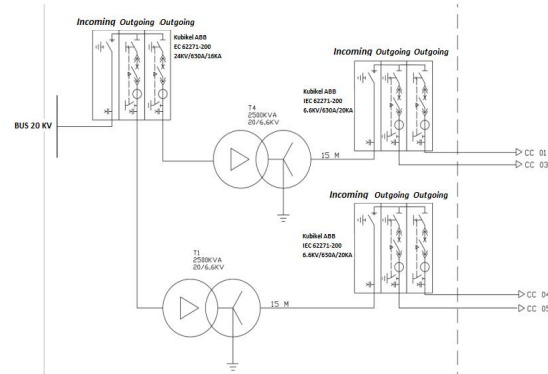 Incoming Outgoing Outgoing
Kubikel ABB
EC 62271-200
24KV/630A/16KA
BUS 20 KV
T4
2500KVA
20/6,6KV
15 M
Incoming Outgoing Outgoing
Kubikel ABB
IEC 62271-200
6.6KV/630A/20KA
CC 01
CC 03
T1
2500KVA
20/6,6KV
15 M
Incoming Outgoing Outgoing
Kubikel ABB
IEC 62271-200
6.6KV/630A/20KA
CC 04
CC 05